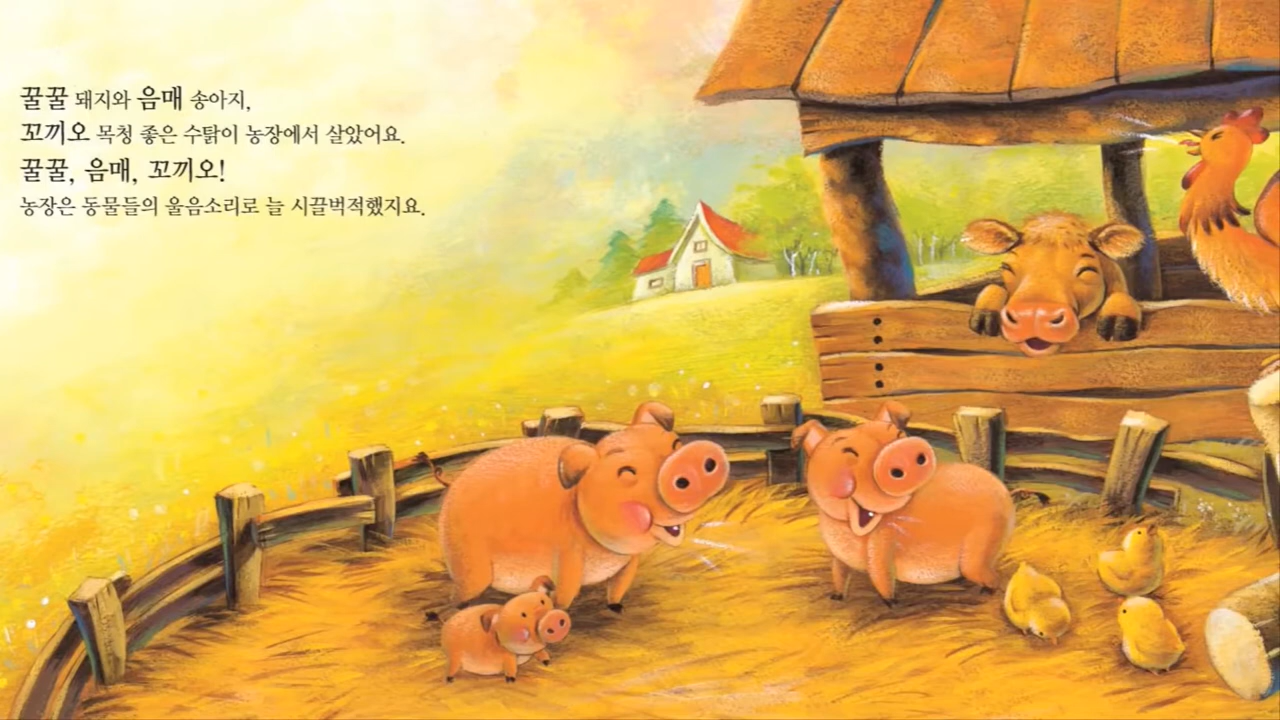 꿀꿀 돼지와 음매 송아지,
꼬끼오 목청 좋은 수탉이 농장에서 살았어요.
꿀꿀, 음매, 꼬끼오!
농장은 동물들의 울음소리로 늘 시끌벅적했지요.